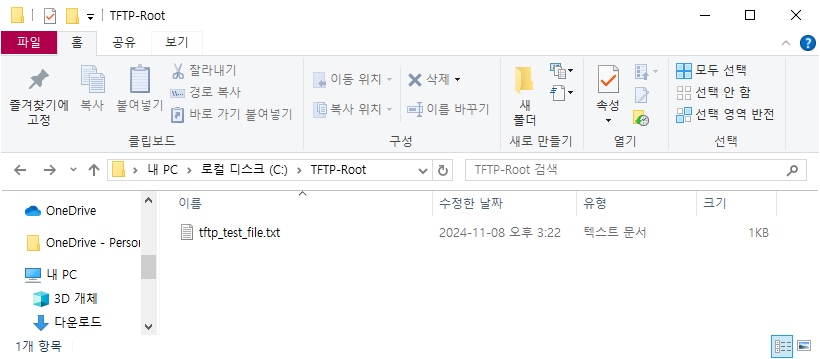 TFTP-Root
파일 홈 공유 보기
즐겨찾기에 고정
복사
붙여넣기
잘라내기
경로 복사
바로 가기 붙여넣기
클립보드
이동 위치
복사 위치
삭제
이름 바꾸기
구성
새 폴더
새로 만들기
속성
열기
모두 선택
선택 안 함
선택 영역 반전
선택
내 PC > 로컬 디스크 (C:) > TFTP-Root
TFTP-Root 검색
OneDrive
OneDrive - Person
내 PC
3D 개체
다운로드
이름 수정한 날짜 유형 크기
tftp_test_file.txt 2024-11-08 오후 3:22 텍스트 문서 1KB
1개 항목